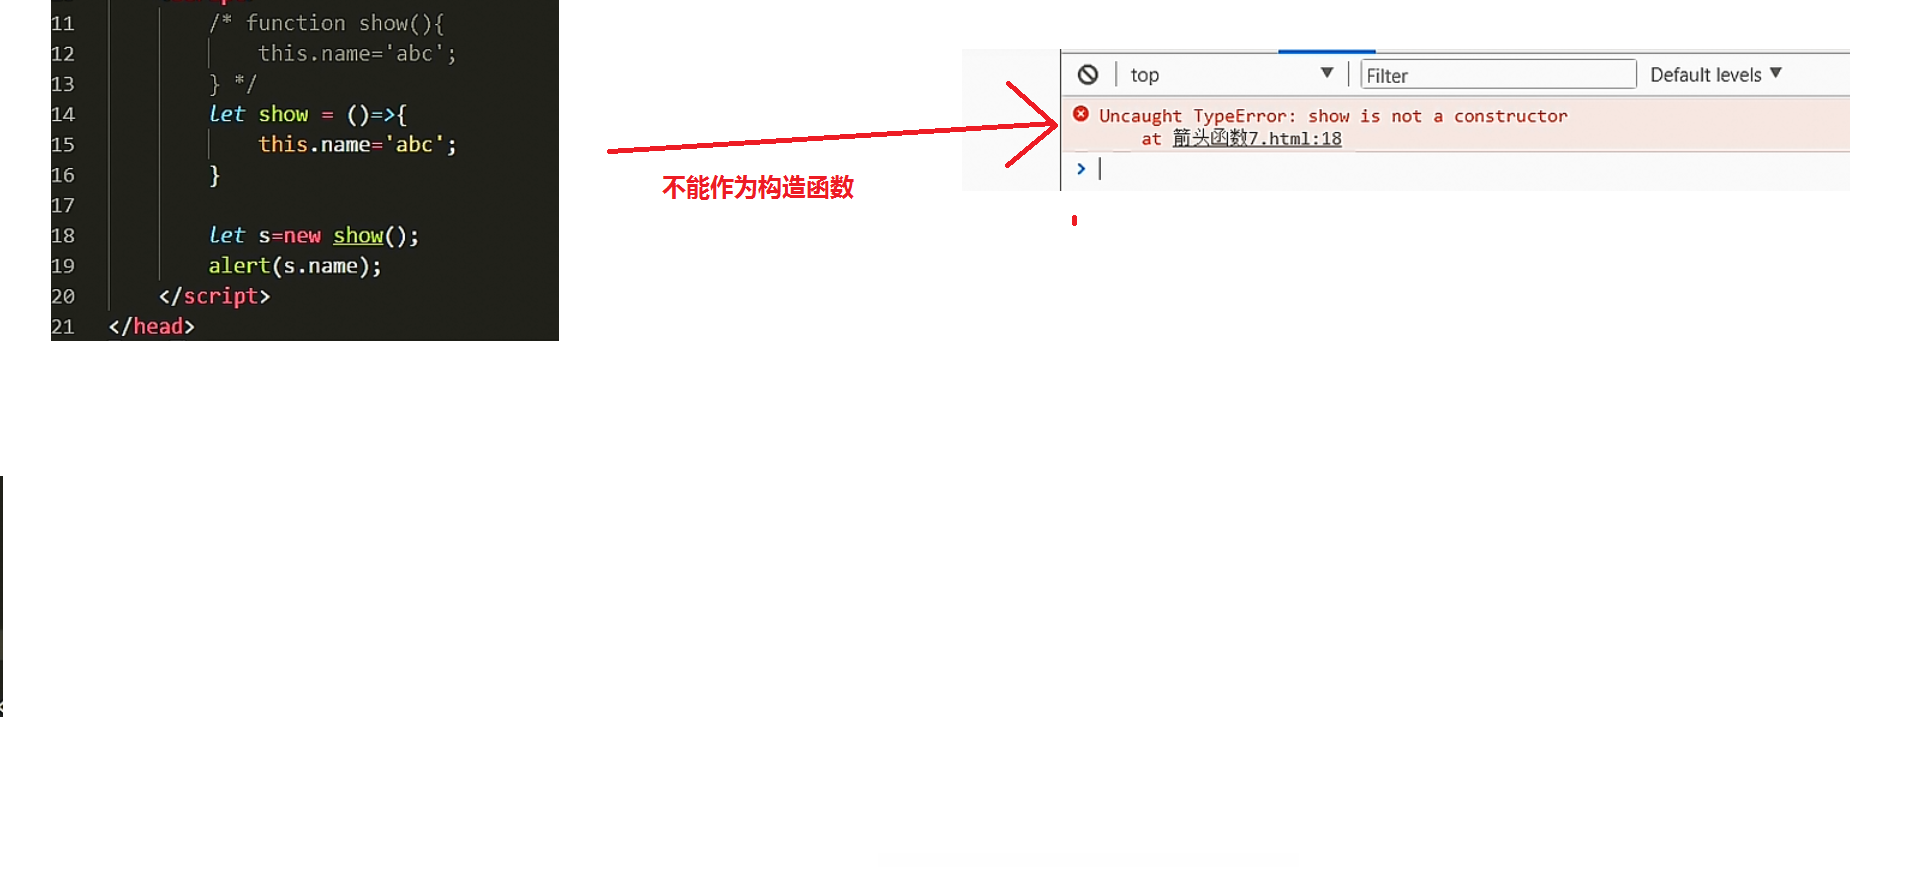 11 /* function show(){
12 this.name='abc';
13 } */
14 let show = ()=>{
15 this.name='abc';
16 }
17
18 let s=new show();
19 alert(s.name);
20 </script>
21 </head>
不能作为构造函数
top ▼ Filter Default levels ▼
Uncaught TypeError: show is not a constructor
at 箭头函数7.html:18
>